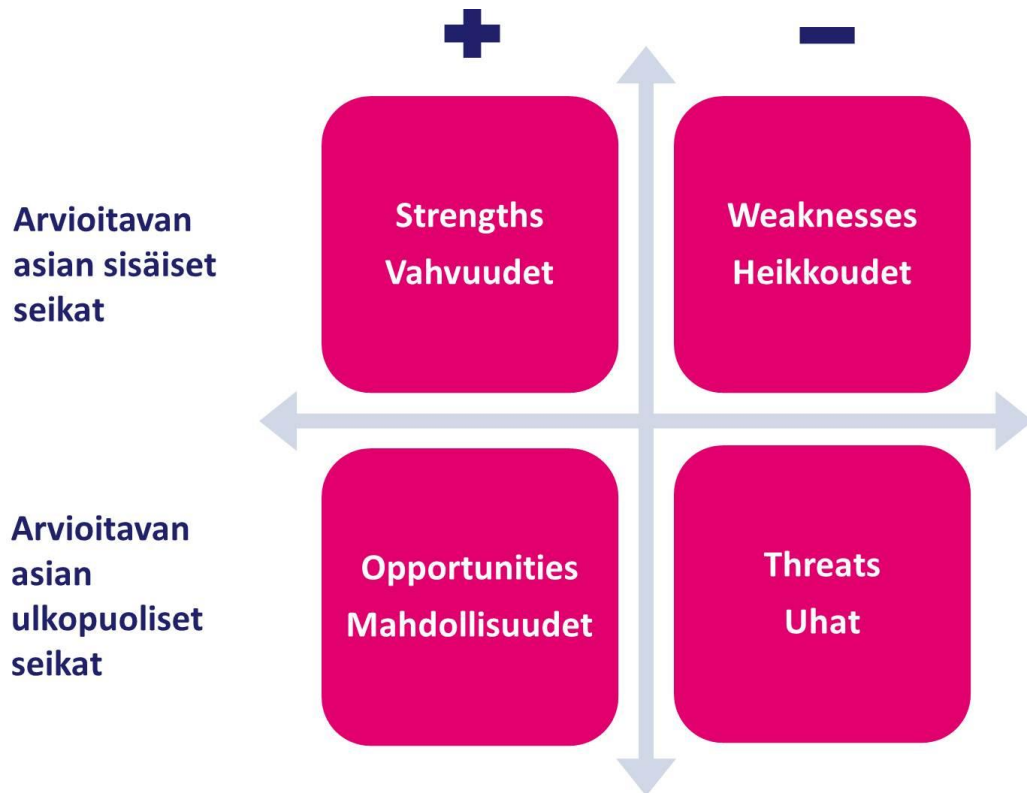 + −
Arvioitavan
asian sisäiset
seikat
Strengths
Vahvuudet
Weaknesses
Heikkoudet
Arvioitavan
asian
ulkopuoliset
seikat
Opportunities
Mahdollisuudet
Threats
Uhat